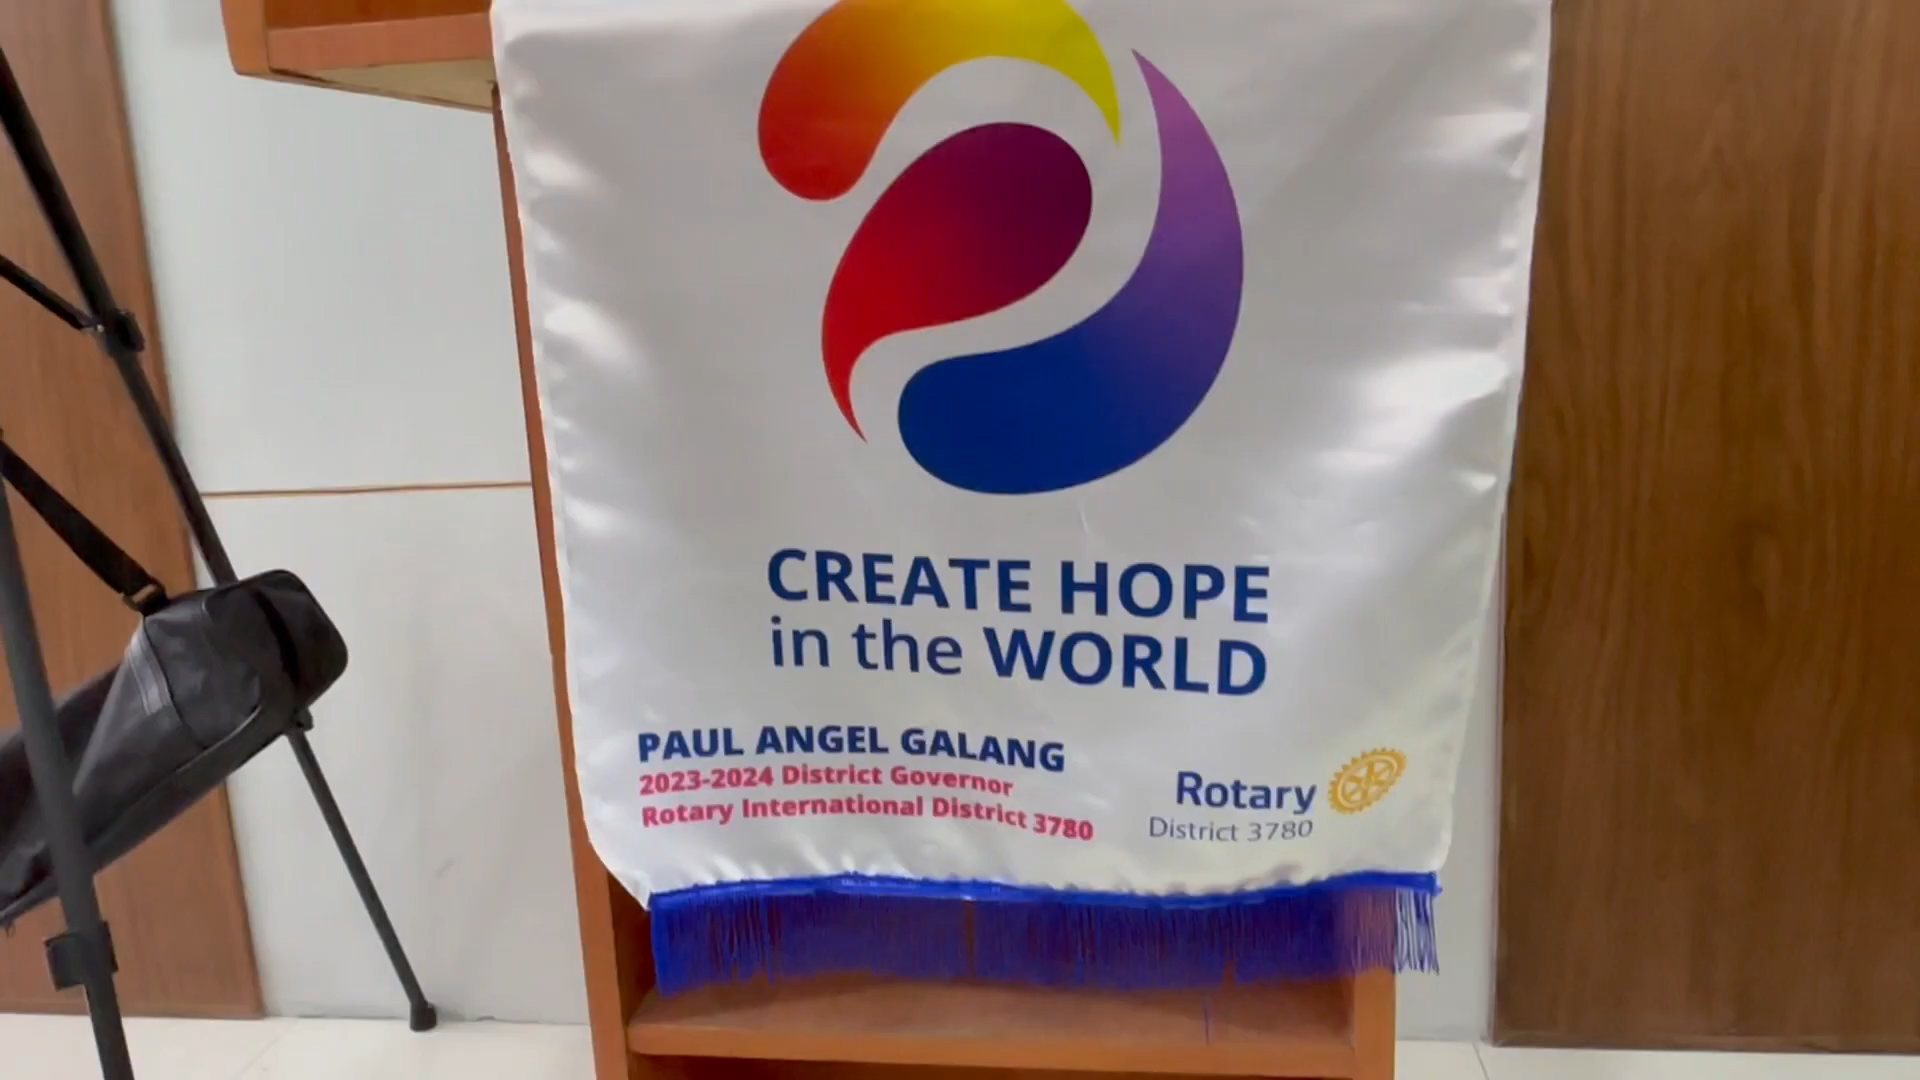 CREATE HOPE
in the WORLD
PAUL ANGEL GALANG
2023-2024 District Governor
Rotary International District 3780
Rotary
District 3780